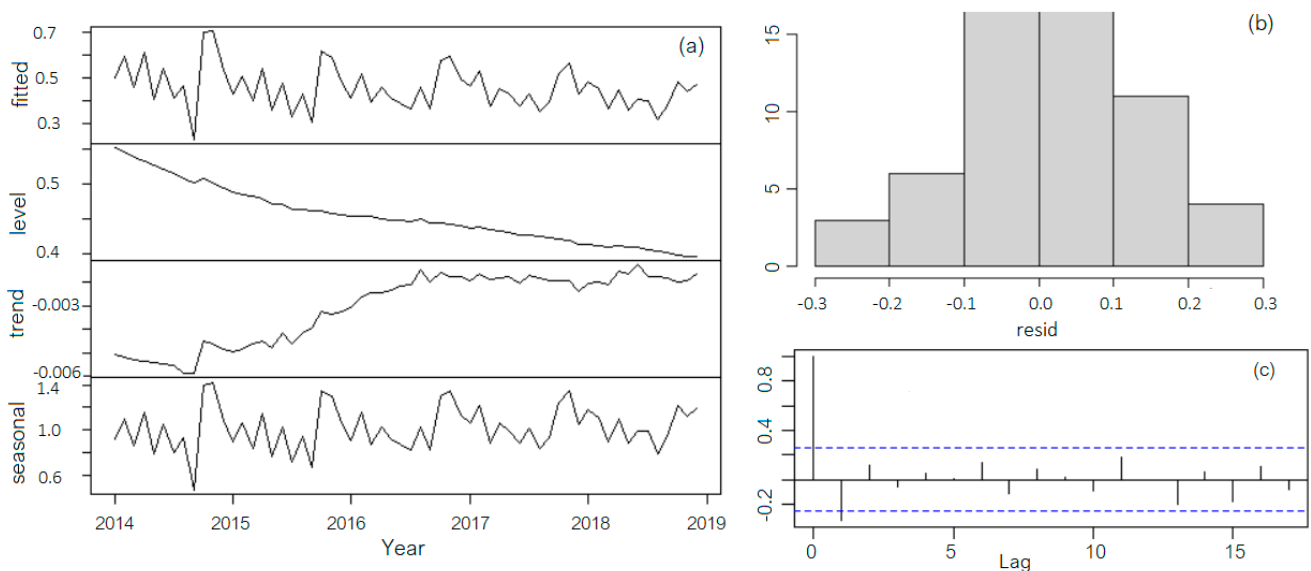 (a)
fitted
0.7
0.5
0.3
level
0.5
0.4
trend
-0.003
-0.006
seasonal
1.4
1.0
0.6
2014 2015 2016 2017 2018 2019
Year
(b)
15
10
5
0
-0.3 -0.2 -0.1 0.0 0.1 0.2 0.3
resid
(c)
0.8
0.4
-0.2
0 5 10 15
Lag